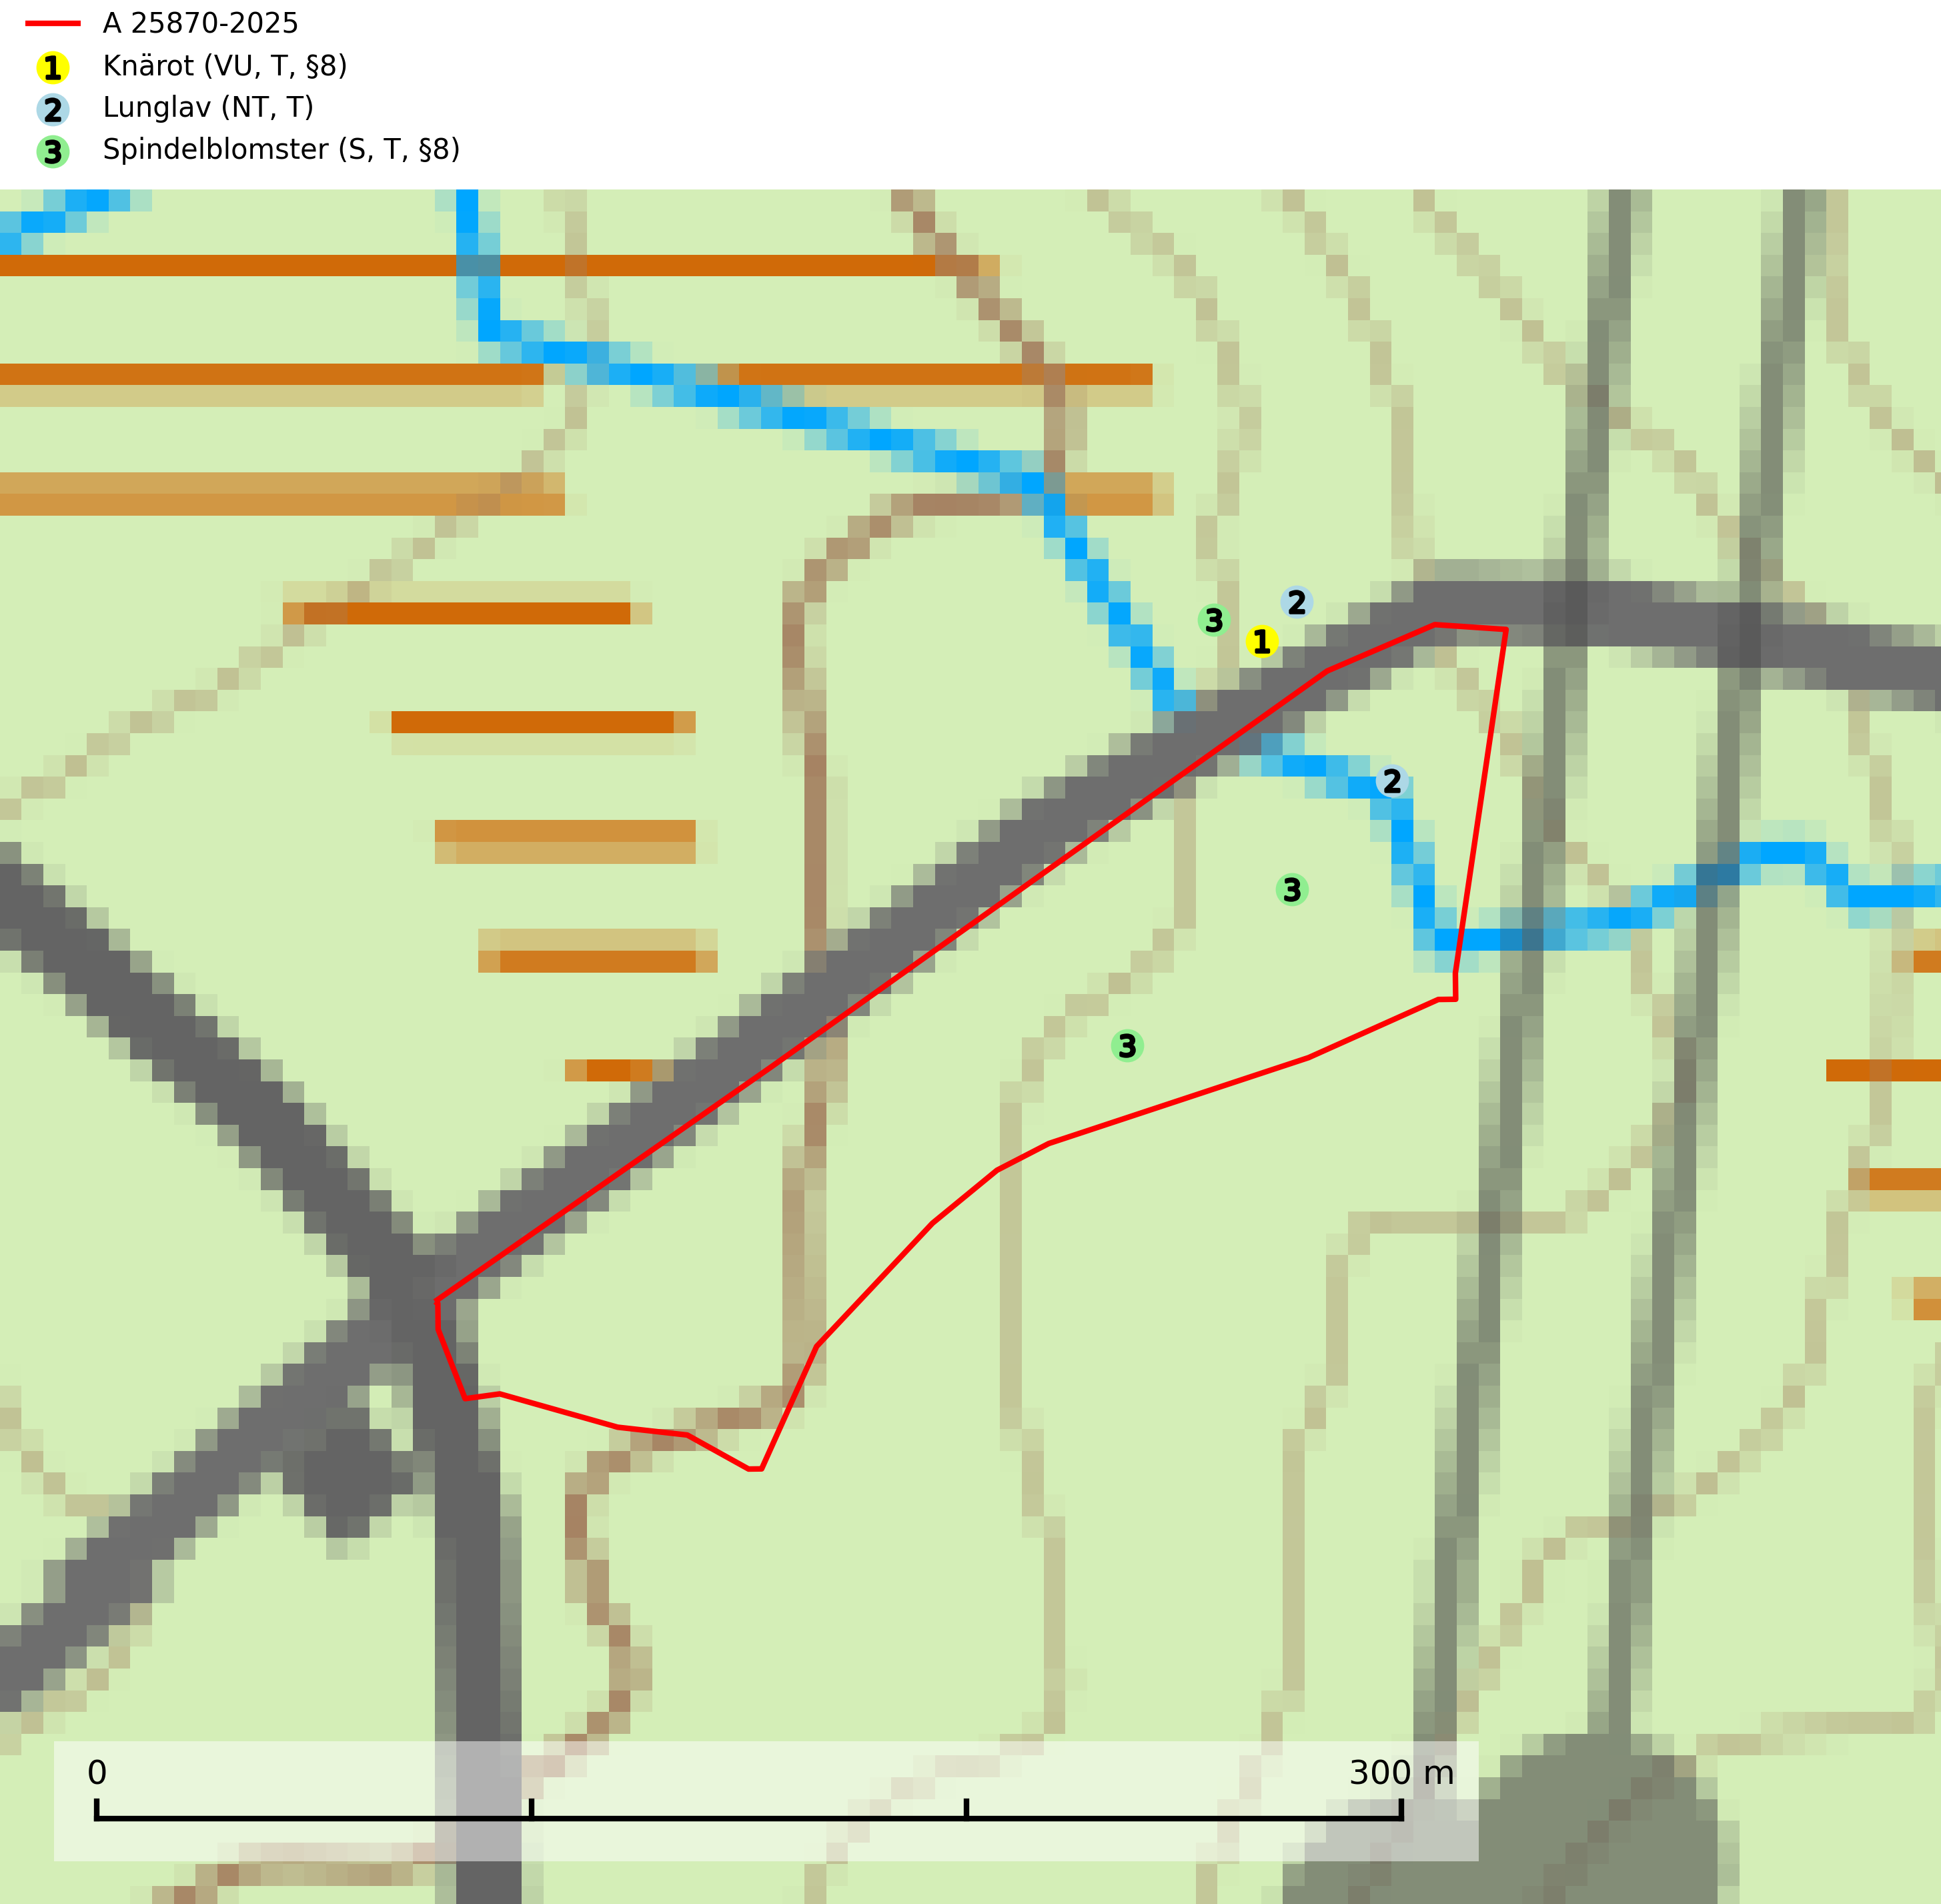 A 25870-2025
1 Knärot (VU, T, §8)
2 Lunglav (NT, T)
3 Spindelblomster (S, T, §8)
2
3
1
2
3
3
0 300 m